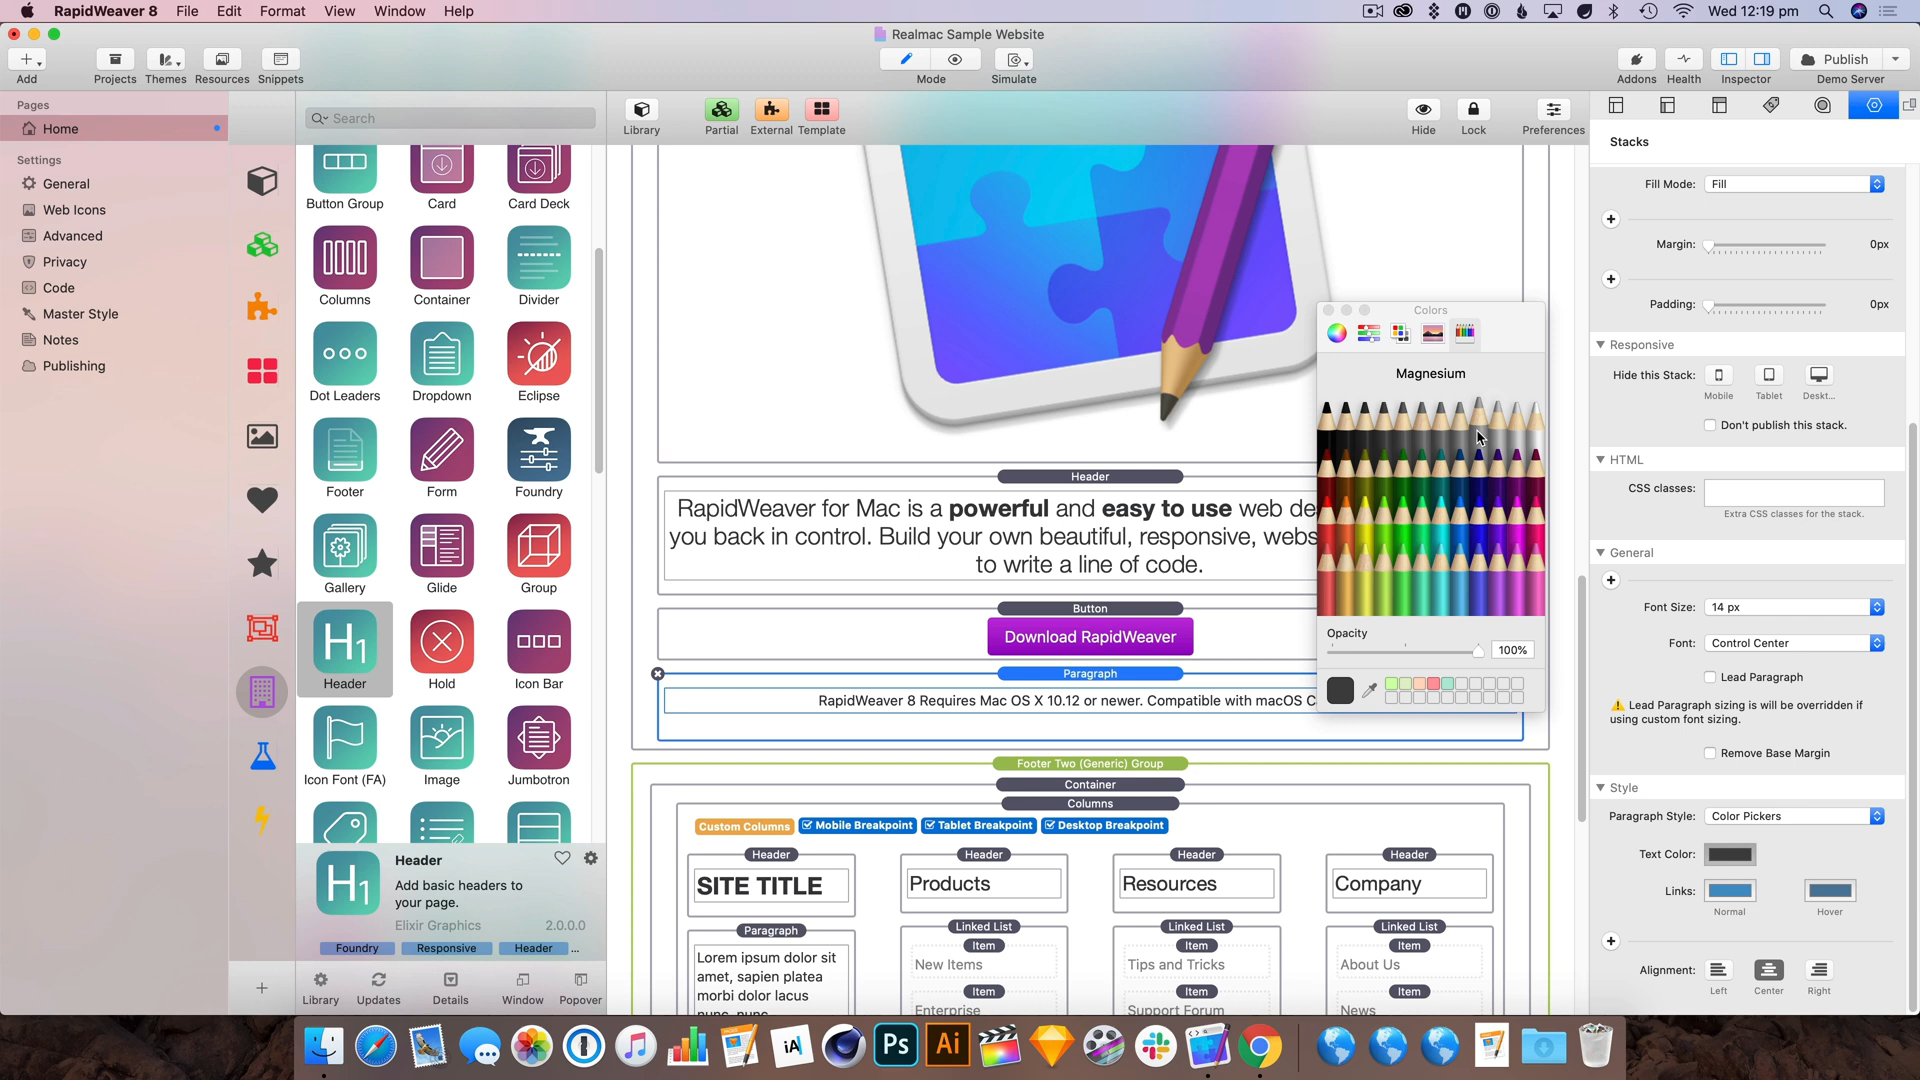 RapidWeaver 8 File Edit Format View Window Help
Wed 12:19 pm
Realmac Sample Website
Add Projects Themes Resources Snippets
Mode Simulate
Publish
Addons Health Inspector Demo Server
Pages
Home
Settings
General
Web Icons
Advanced
Privacy
Code
Master Style
Notes
Publishing
Search
Button Group Card Card Deck
Columns Container Divider
Dot Leaders Dropdown Eclipse
Footer Form Foundry
Gallery Glide Group
H1
Header Hold Icon Bar
Icon Font (FA) Image Jumbotron
H1
Header
Add basic headers to
your page.
Elixir Graphics 2.0.0.0
Foundry Responsive Header ...
Library Updates Details Window Popover
Library Partial External Template Hide Lock Preferences
Header
RapidWeaver for Mac is a powerful and easy to use web de
you back in control. Build your own beautiful, responsive, webs
to write a line of code.
Button
Download RapidWeaver
Paragraph
RapidWeaver 8 Requires Mac OS X 10.12 or newer. Compatible with macOS C
Footer Two (Generic) Group
Container
Columns
Custom Columns Mobile Breakpoint Tablet Breakpoint Desktop Breakpoint
Header Header Header Header
SITE TITLE Products Resources Company
Paragraph Linked List Linked List Linked List
Item Item Item
Lorem ipsum dolor sit
amet, sapien platea
morbi dolor lacus
nunc, nunc
New Items Tips and Tricks About Us
Item Item Item
Enterprise Support Forum News
Colors
Magnesium
Opacity
100%
Stacks
Fill Mode: Fill
Margin: 0px
Padding: 0px
Responsive
Hide this Stack:
Mobile Tablet Deskt...
Don't publish this stack.
HTML
CSS classes:
Extra CSS classes for the stack.
General
Font Size: 14 px
Font: Control Center
Lead Paragraph
Lead Paragraph sizing is will be overridden if
using custom font sizing.
Remove Base Margin
Style
Paragraph Style: Color Pickers
Text Color:
Links:
Normal Hover
Alignment:
Left Center Right
iA Ps Ai